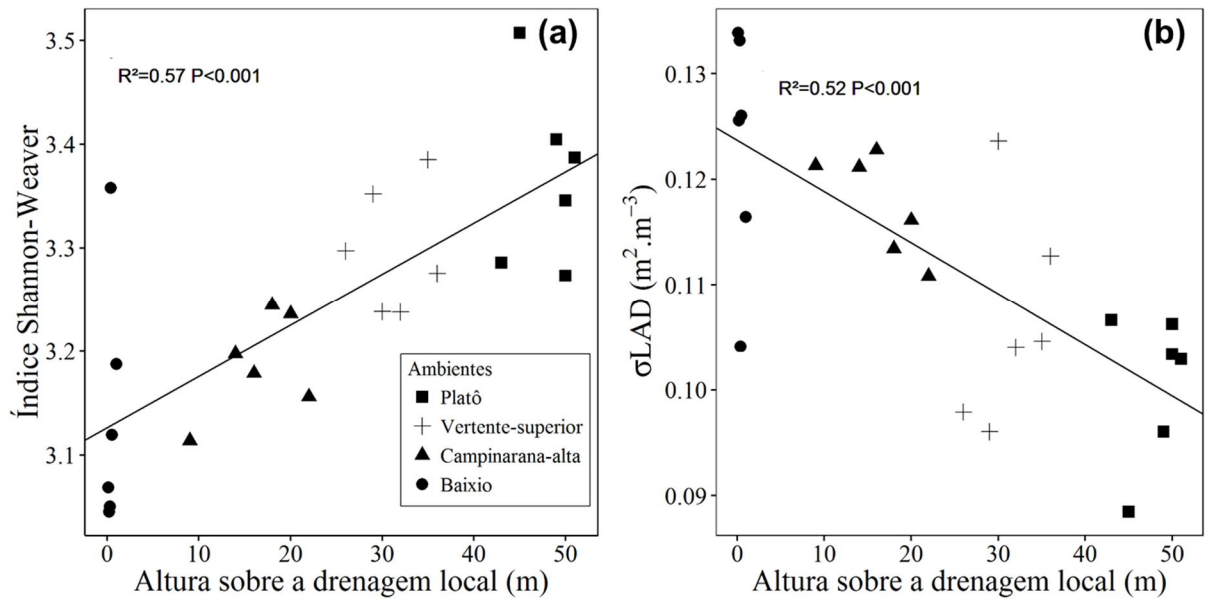 (a)
R²=0.57 P<0.001
Índice Shannon-Weaver
3.5
3.4
3.3
3.2
3.1
Ambientes
Platô
Vertente-superior
Campinarana-alta
Baixio
0 10 20 30 40 50
Altura sobre a drenagem local (m)
(b)
R²=0.52 P<0.001
σLAD (m².m⁻³)
0.13
0.12
0.11
0.10
0.09
0 10 20 30 40 50
Altura sobre a drenagem local (m)